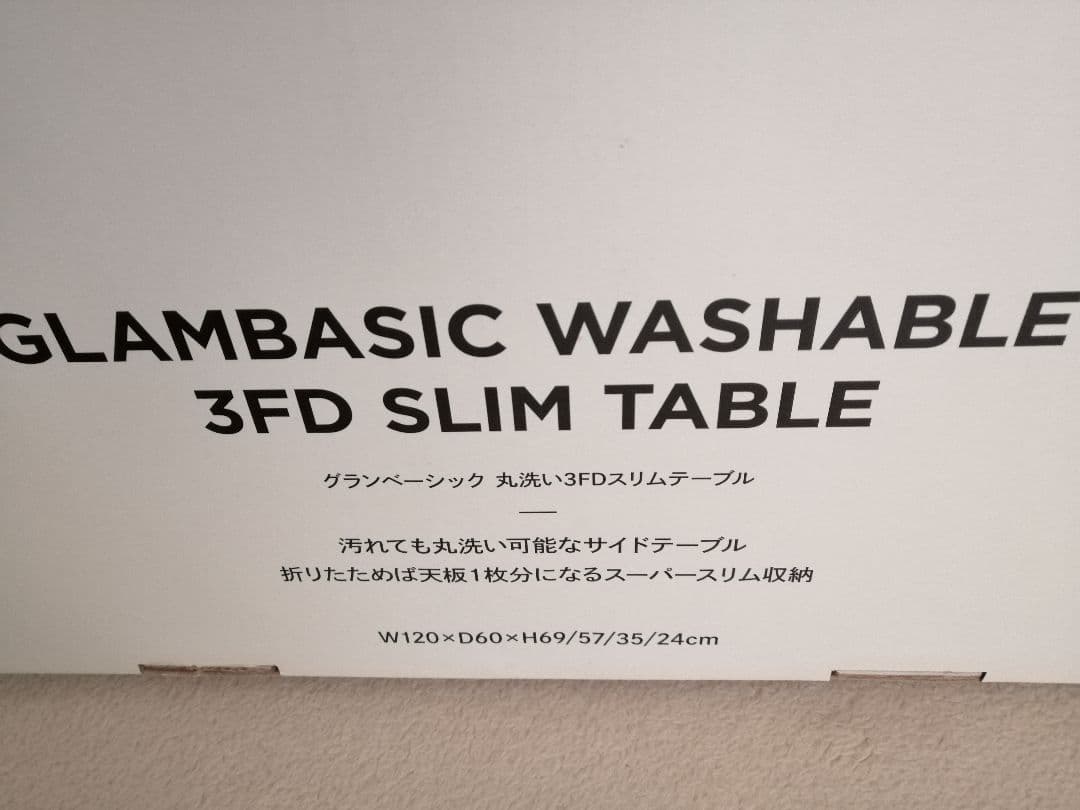 GLAMBASIC WASHABLE
3FD SLIM TABLE
グランベーシック 丸洗い3FDスリムテーブル
汚れても丸洗い可能なサイドテーブル
折りたためば天板1枚分になるスーパースリム収納
W120×D60×H69/57/35/24cm